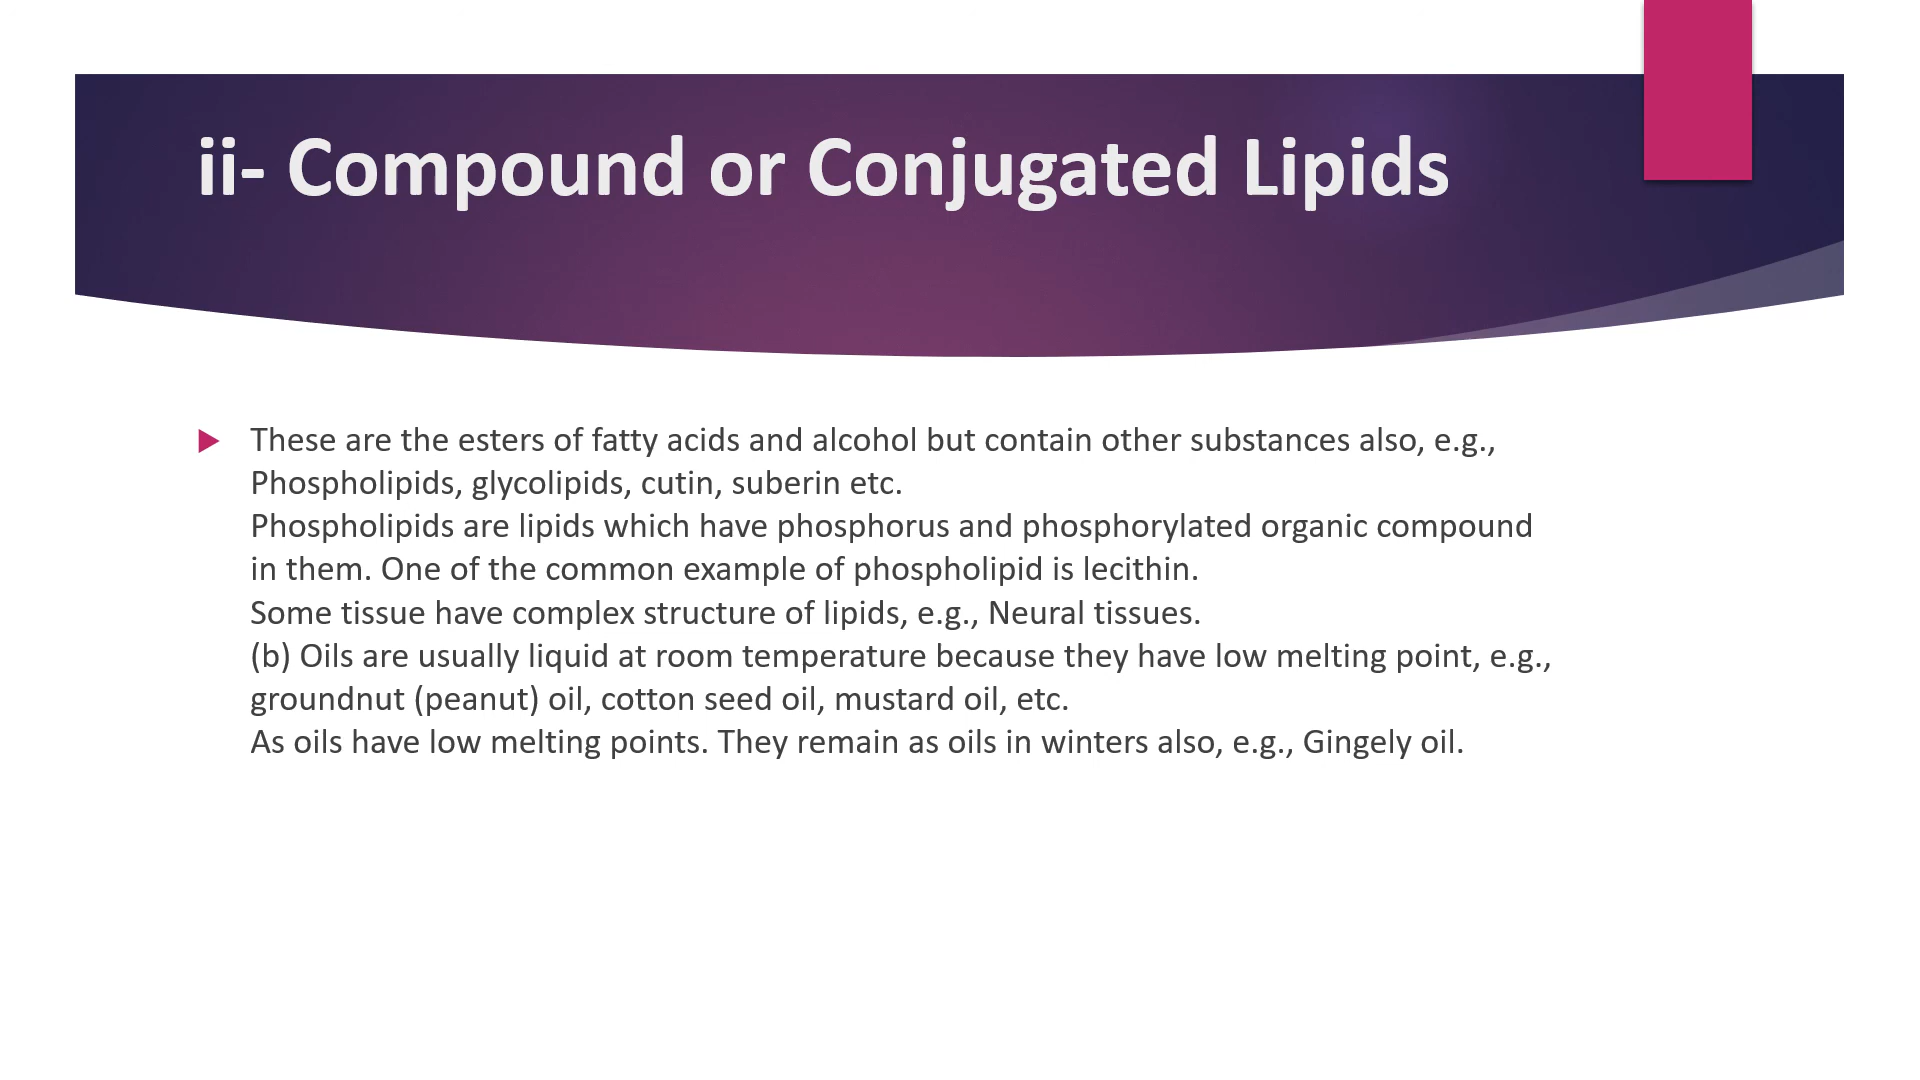 ii- Compound or Conjugated Lipids
These are the esters of fatty acids and alcohol but contain other substances also, e.g.,
Phospholipids, glycolipids, cutin, suberin etc.
Phospholipids are lipids which have phosphorus and phosphorylated organic compound
in them. One of the common example of phospholipid is lecithin.
Some tissue have complex structure of lipids, e.g., Neural tissues.
(b) Oils are usually liquid at room temperature because they have low melting point, e.g.,
groundnut (peanut) oil, cotton seed oil, mustard oil, etc.
As oils have low melting points. They remain as oils in winters also, e.g., Gingely oil.